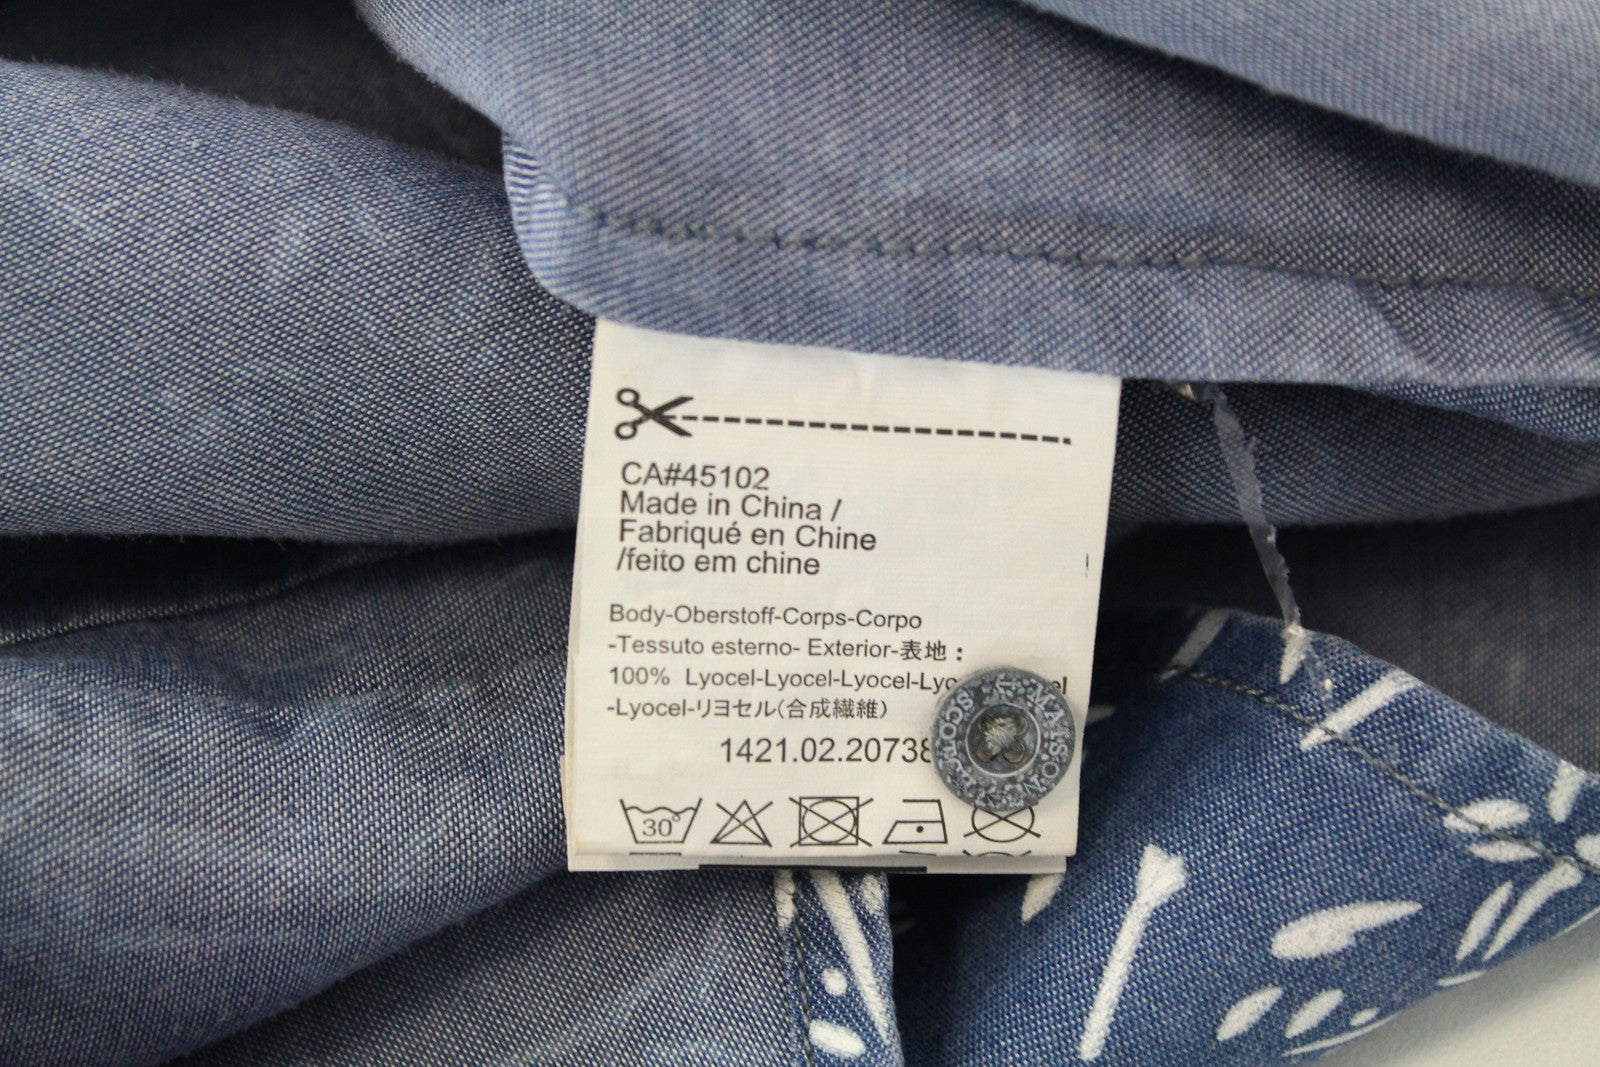 CA#45102
Made in China /
Fabriqué en Chine
/feito em chine
Body-Oberstoff-Corps-Corpo
-Tessuto esterno- Exterior-表地:
100% Lyocel-Lyocel-Lyocel-Lyo
-Lyocel-リヨセル(合成繊維)
1421.02.20738
30°
MAISON SCOTCH